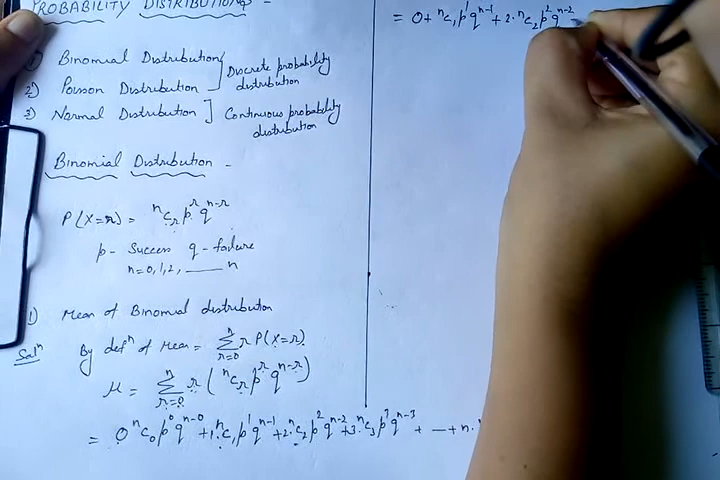 PROBABILITY DISTRIBUTIONS -
1) Binomial Distribution
2) Poisson Distribution
] Discrete probability distribution
3) Normal Distribution ] Continuous probability distribution
Binomial Distribution -
P(X=r) = ⁿCᵣ pʳ qⁿ⁻ʳ
p - Success q - failure
r = 0, 1, 2, ___ n
1) Mean of Binomial distribution
Solⁿ By defⁿ of Mean = Σⁿᵣ₌₀ r P(X=r)
μ = Σⁿᵣ₌₀ r (ⁿCᵣ pʳ qⁿ⁻ʳ)
= 0 ⁿC₀ p⁰ qⁿ⁻⁰ + 1·ⁿC₁ p¹ qⁿ⁻¹ + 2·ⁿC₂ p² qⁿ⁻² + 3·ⁿC₃ p³ qⁿ⁻³ + — + n·
= 0 + ⁿC₁ p¹ qⁿ⁻¹ + 2·ⁿC₂ p² qⁿ⁻²